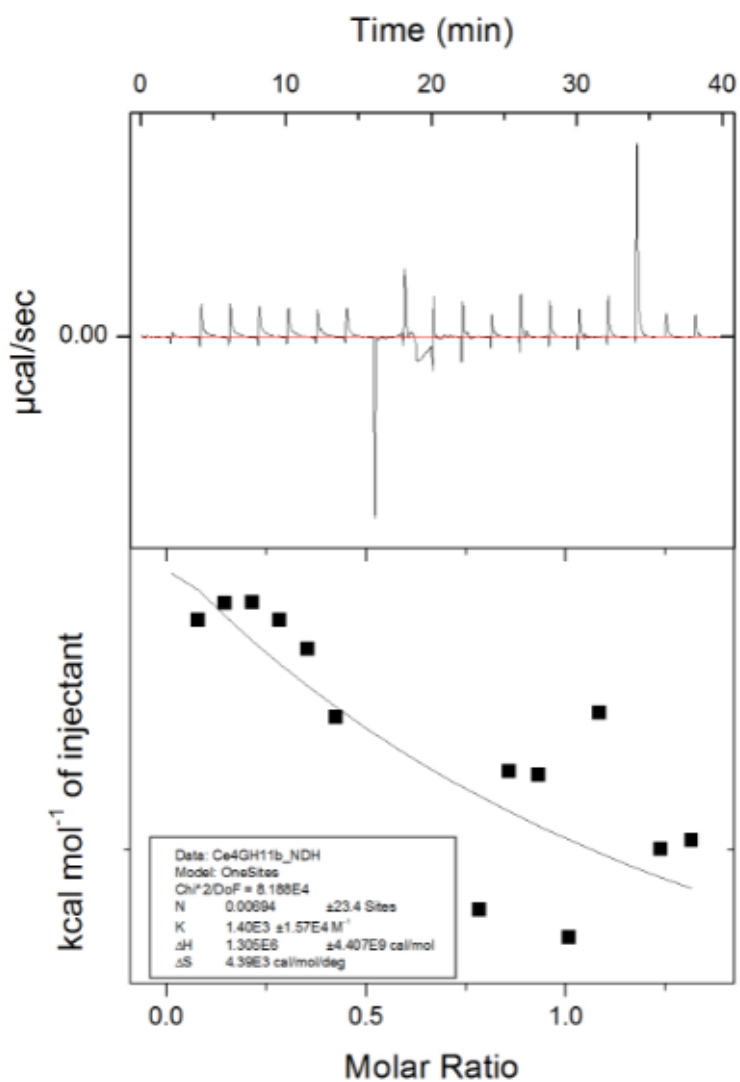 Time (min)
0 10 20 30 40
0.00
µcal/sec
kcal mol⁻¹ of injectant
Data: Ce4GH11b_NDH
Model: OneSites
Chi^2/DoF = 8.188E4
N 0.00694 ±23.4 Sites
K 1.40E3 ±1.57E4 M⁻¹
ΔH 1.305E6 ±4.407E9 cal/mol
ΔS 4.39E3 cal/mol/deg
0.0 0.5 1.0
Molar Ratio